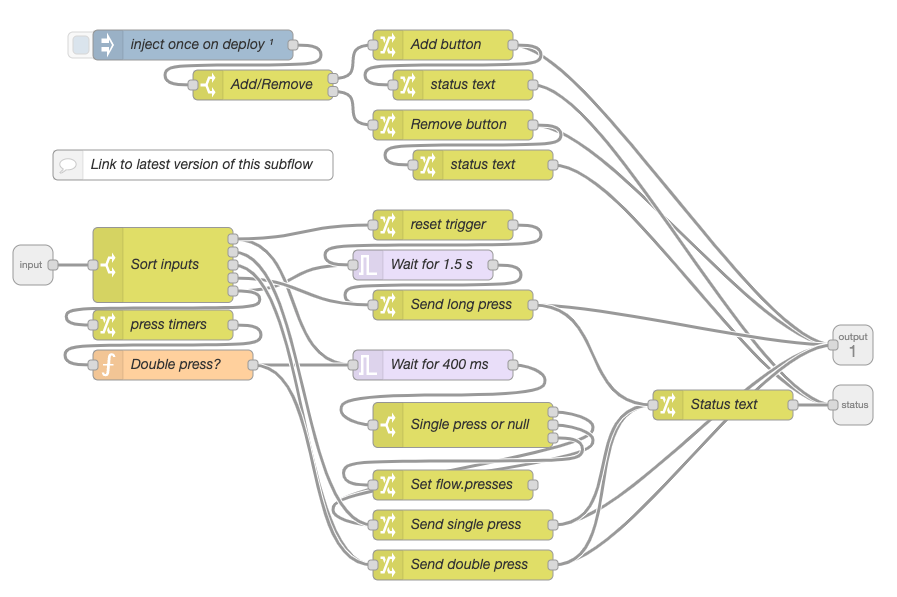 inject once on deploy ¹
Add button
Add/Remove
status text
Remove button
Link to latest version of this subflow
status text
reset trigger
input
Sort inputs
Wait for 1.5 s
Send long press
press timers
output
1
Double press?
Wait for 400 ms
Status text
status
Single press or null
Set flow.presses
Send single press
Send double press